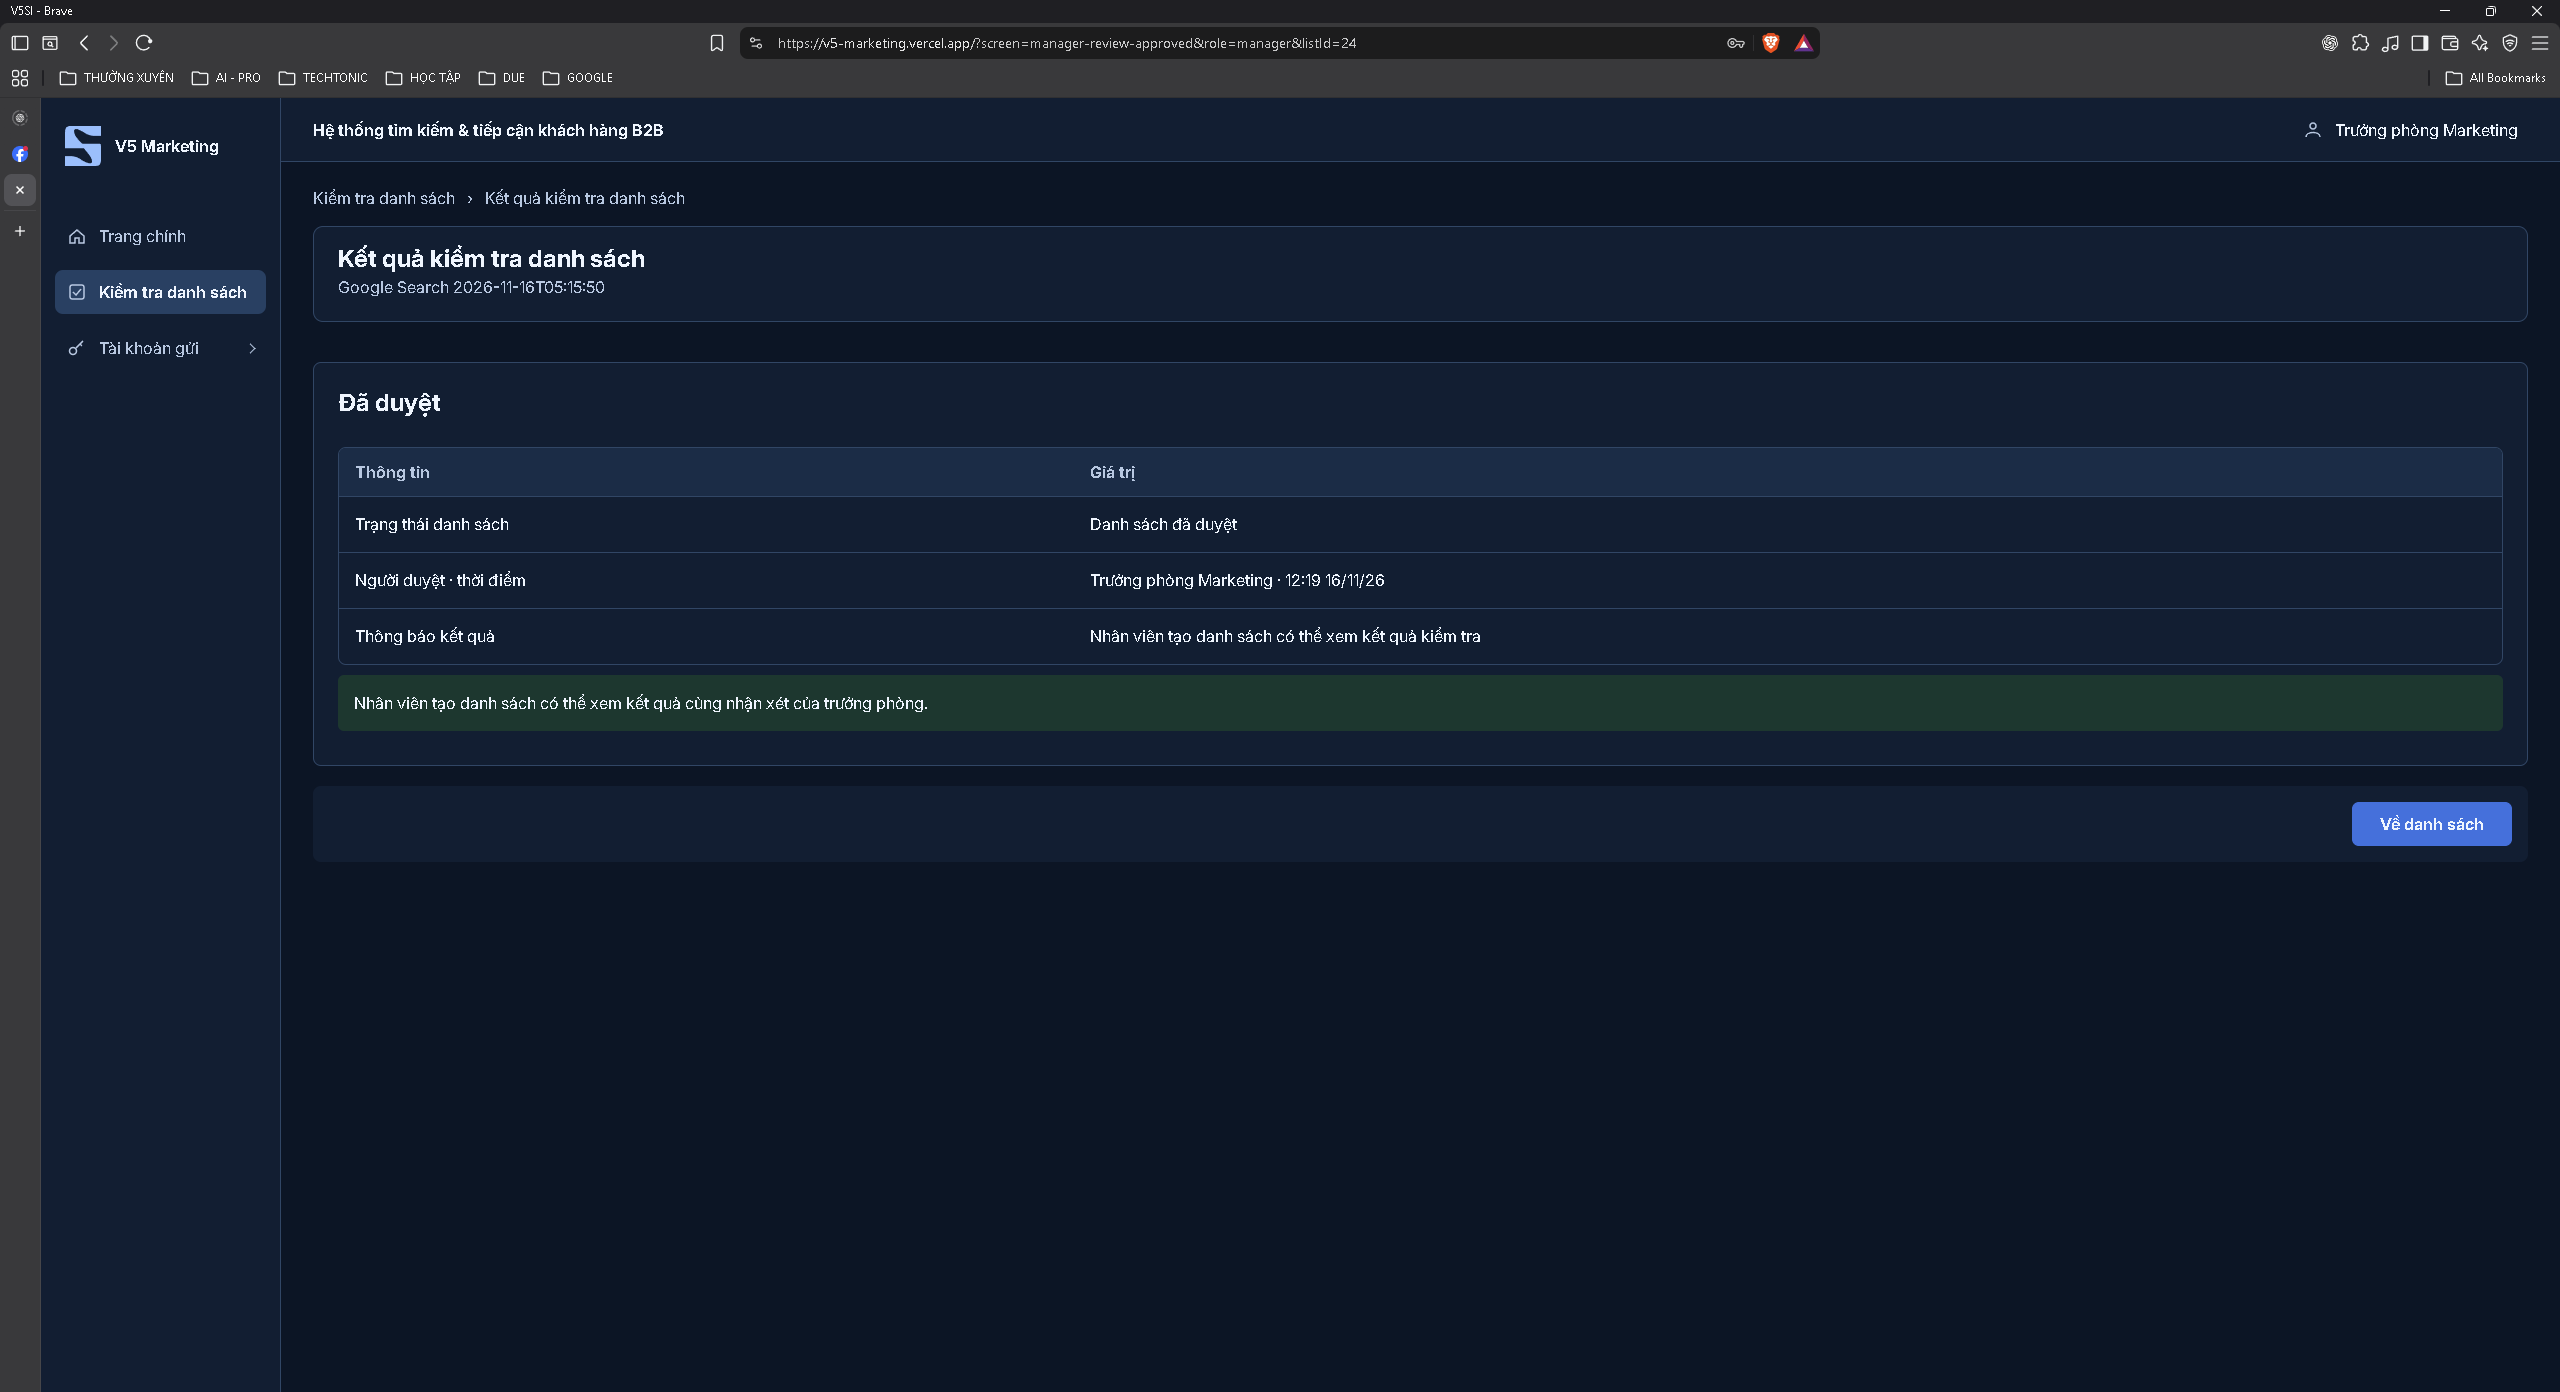 V5SI - Brave
https://v5-marketing.vercel.app/?screen=manager-review-approved&role=manager&listId=24
THƯỜNG XUYÊN
AI - PRO
TECHTONIC
HỌC TẬP
DUE
GOOGLE
All Bookmarks
V5 Marketing
Hệ thống tìm kiếm & tiếp cận khách hàng B2B
Trưởng phòng Marketing
Trang chính
Kiểm tra danh sách
Tài khoản gửi
Kiểm tra danh sách › Kết quả kiểm tra danh sách
Kết quả kiểm tra danh sách
Google Search 2026-11-16T05:15:50
Đã duyệt
Thông tin
Giá trị
Trạng thái danh sách
Danh sách đã duyệt
Người duyệt · thời điểm
Trưởng phòng Marketing · 12:19 16/11/26
Thông báo kết quả
Nhân viên tạo danh sách có thể xem kết quả kiểm tra
Nhân viên tạo danh sách có thể xem kết quả cùng nhận xét của trưởng phòng.
Về danh sách